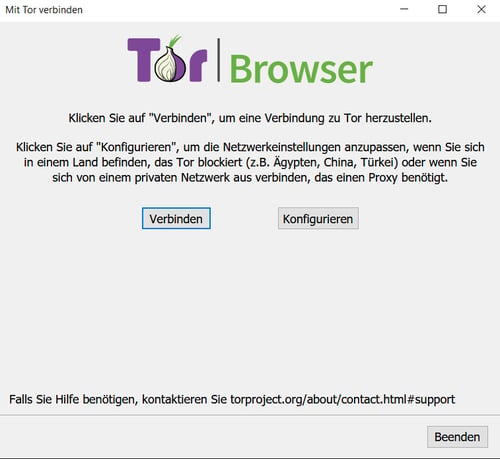 Mit Tor verbinden
Tor Browser
Klicken Sie auf "Verbinden", um eine Verbindung zu Tor herzustellen.
Klicken Sie auf "Konfigurieren", um die Netzwerkeinstellungen anzupassen, wenn Sie sich
in einem Land befinden, das Tor blockiert (z.B. Ägypten, China, Türkei) oder wenn Sie
sich von einem privaten Netzwerk aus verbinden, das einen Proxy benötigt.
Verbinden Konfigurieren
Falls Sie Hilfe benötigen, kontaktieren Sie torproject.org/about/contact.html#support
Beenden